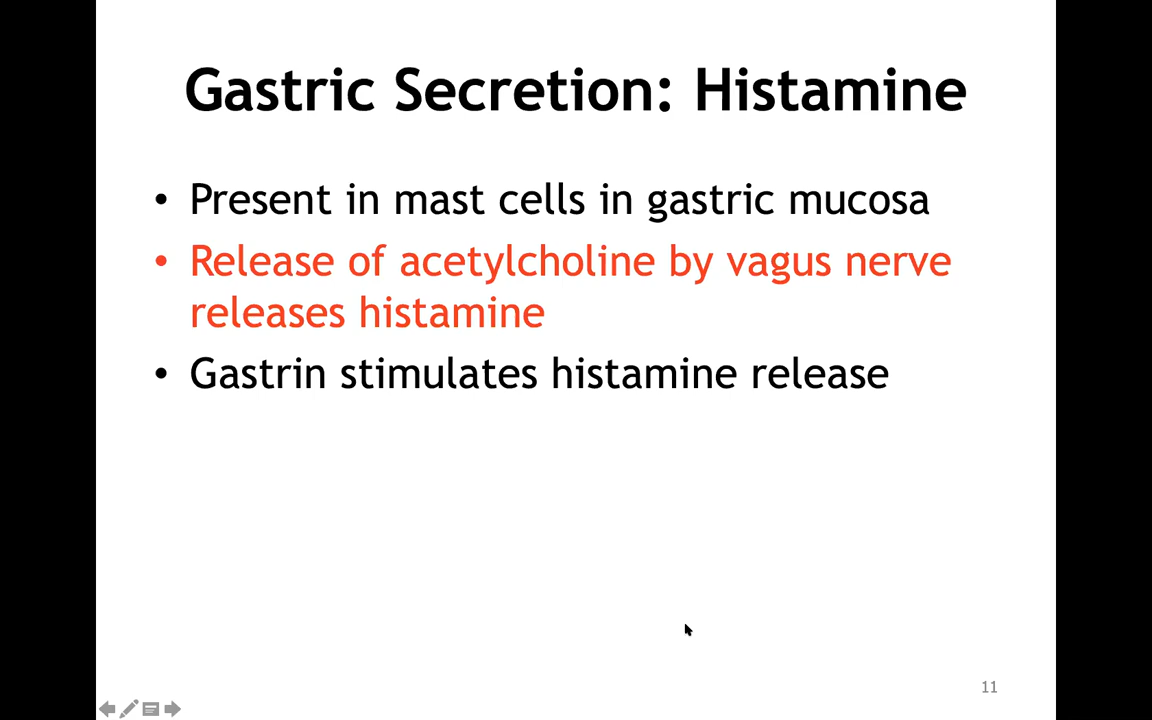 Gastric Secretion: Histamine
• Present in mast cells in gastric mucosa
• Release of acetylcholine by vagus nerve
releases histamine
• Gastrin stimulates histamine release
11